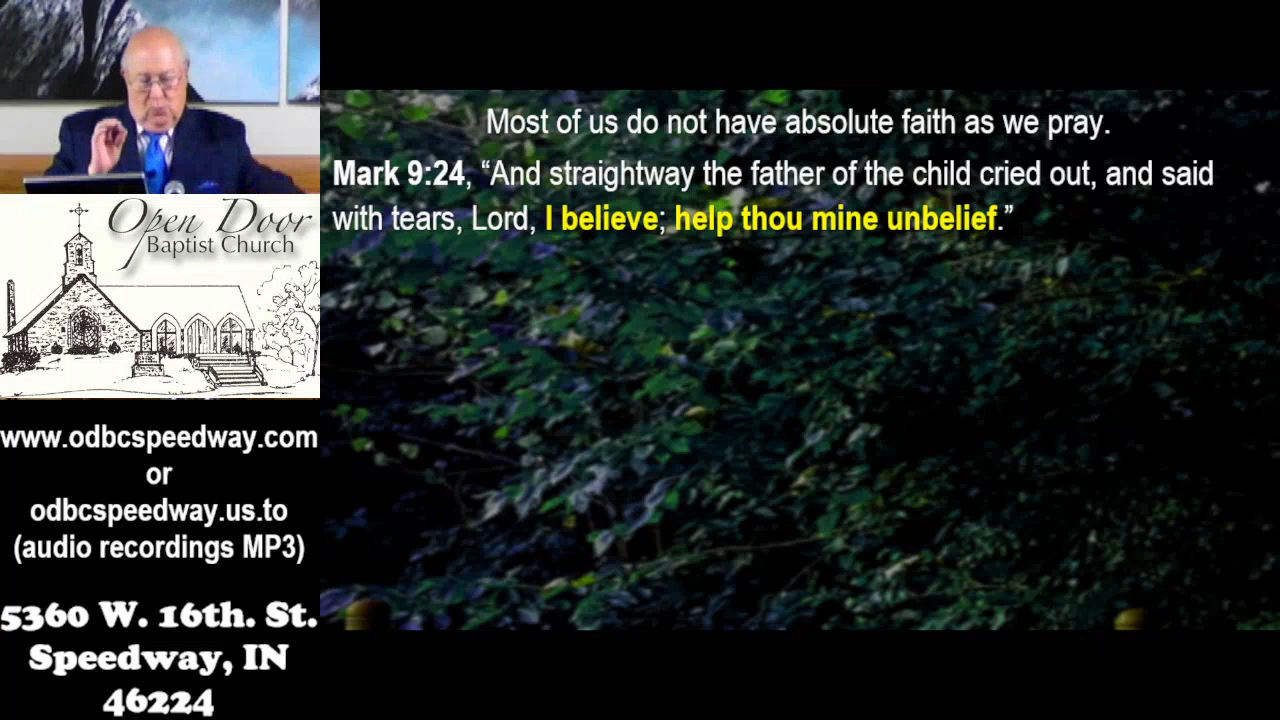 Most of us do not have absolute faith as we pray.
Mark 9:24, “And straightway the father of the child cried out, and said
with tears, Lord, I believe; help thou mine unbelief.”
Open Door
Baptist Church
www.odbcspeedway.com
or
odbcspeedway.us.to
(audio recordings MP3)
5360 W. 16th. St.
Speedway, IN
46224